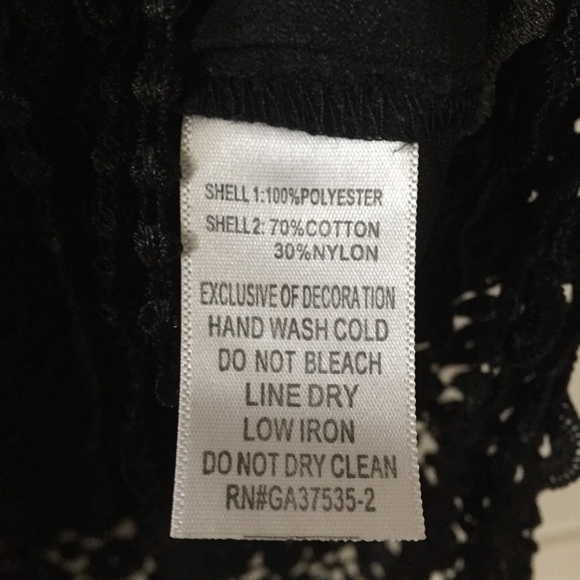 SHELL 1:100%POLYESTER
SHELL 2: 70%COTTON
30%NYLON
EXCLUSIVE OF DECORATION
HAND WASH COLD
DO NOT BLEACH
LINE DRY
LOW IRON
DO NOT DRY CLEAN
RN#GA37535-2